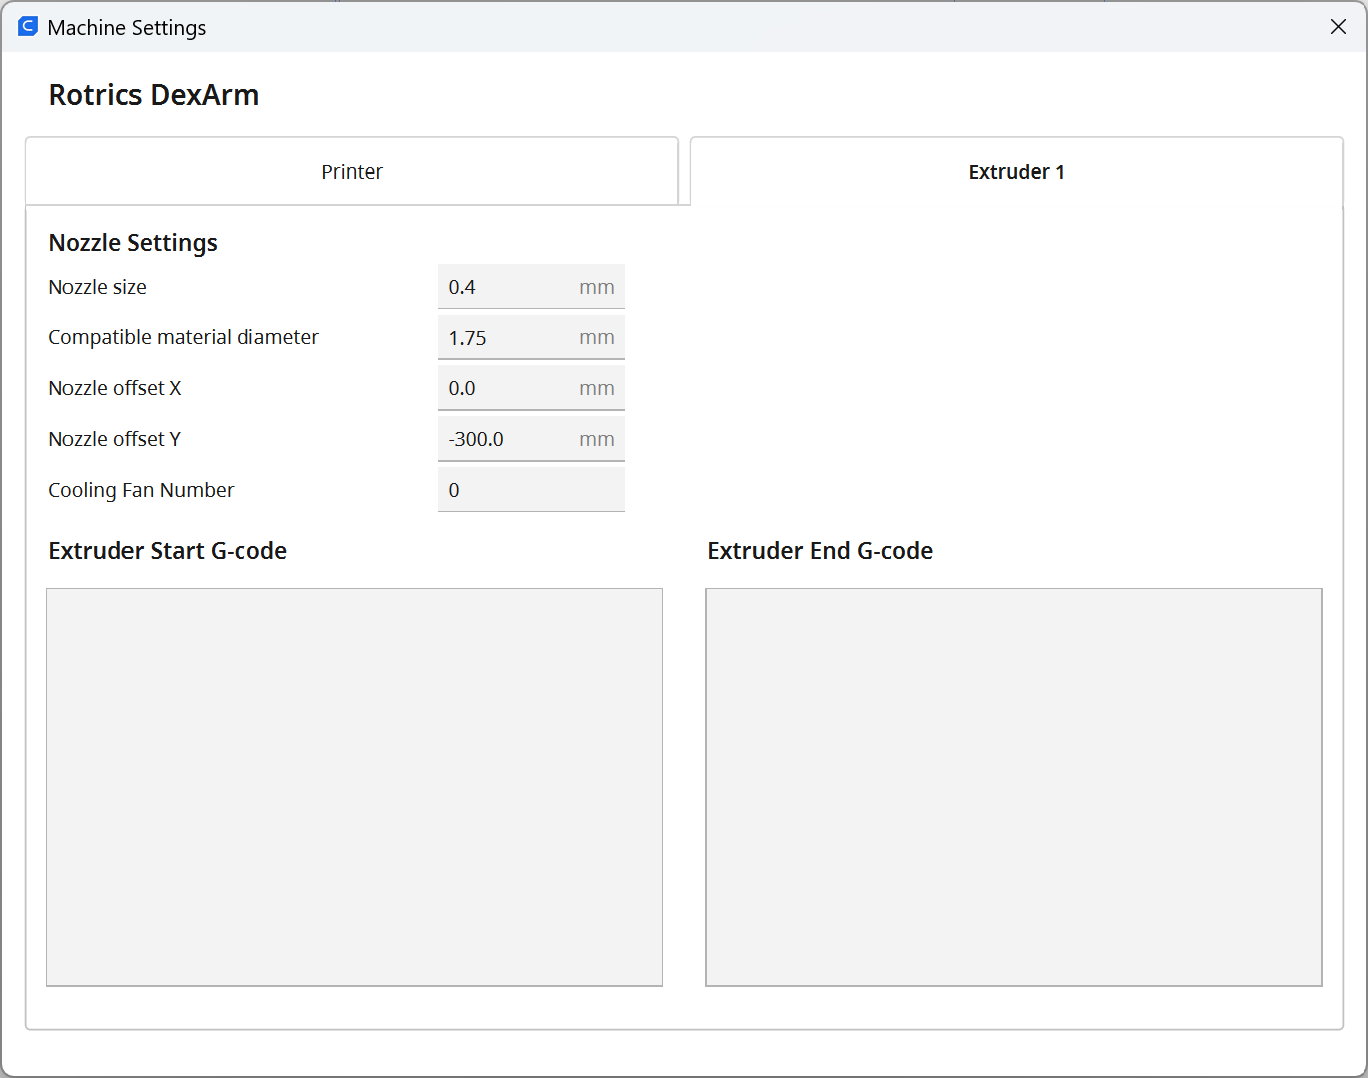 Machine Settings
Rotrics DexArm
Printer
Extruder 1
Nozzle Settings
Nozzle size 0.4 mm
Compatible material diameter 1.75 mm
Nozzle offset X 0.0 mm
Nozzle offset Y -300.0 mm
Cooling Fan Number 0
Extruder Start G-code
Extruder End G-code